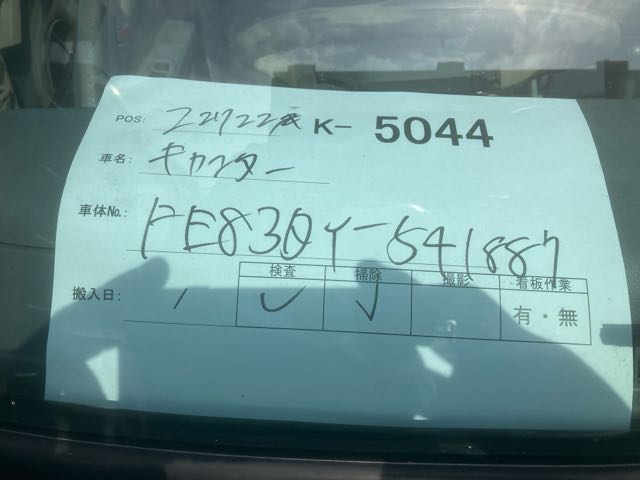 POS: K- 5044
車名: キャンター
車体No.: FE83DY-541887
検査 掃除 撮影 看板作業
搬入日: / ✓ ✓ 有・無